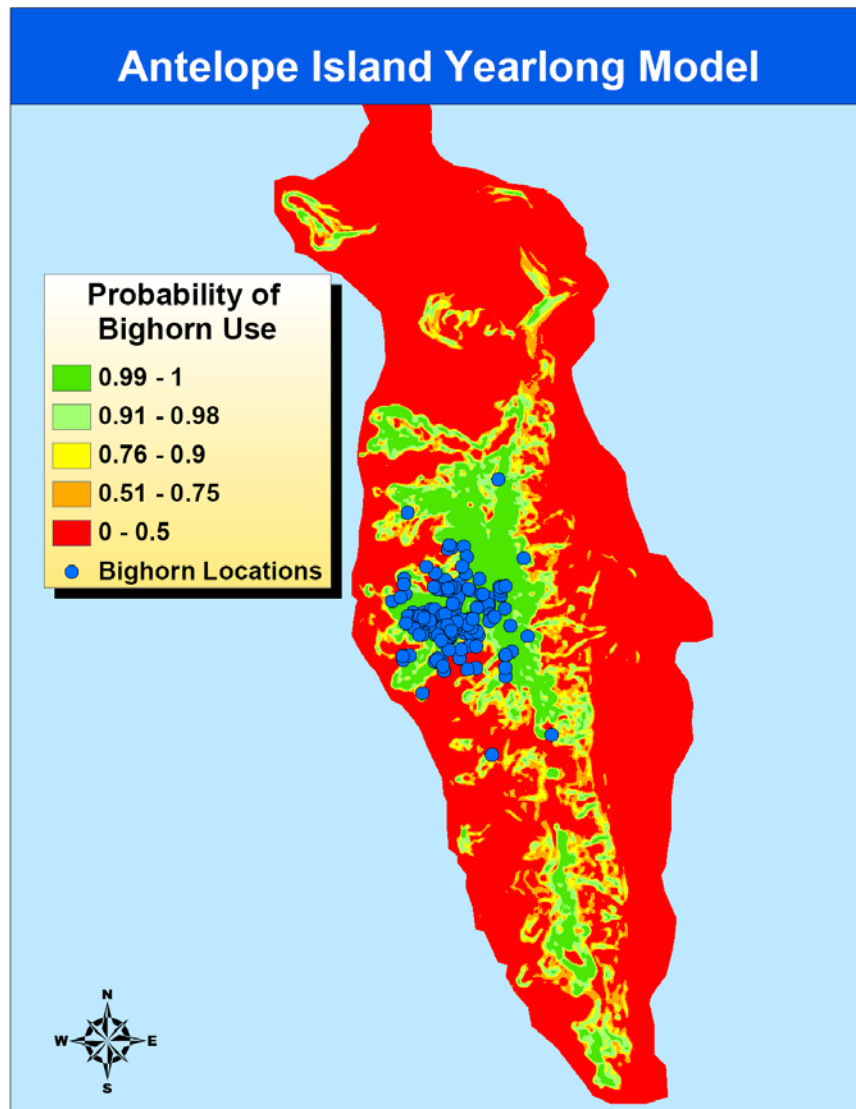 Antelope Island Yearlong Model
Probability of
Bighorn Use
0.99 - 1
0.91 - 0.98
0.76 - 0.9
0.51 - 0.75
0 - 0.5
Bighorn Locations
N
W E
S